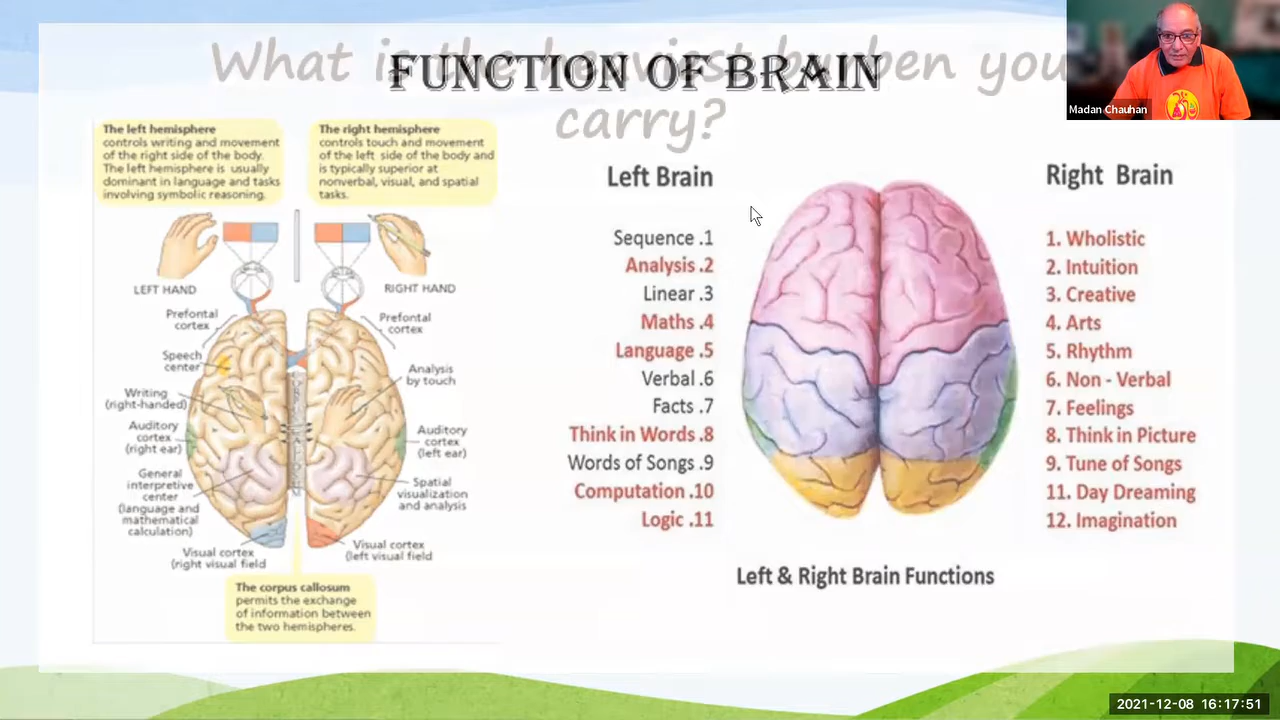 What is the heaviest burden you
carry?
FUNCTION OF BRAIN
Madan Chauhan
The left hemisphere
controls writing and movement
of the right side of the body.
The left hemisphere is usually
dominant in language and tasks
involving symbolic reasoning.
The right hemisphere
controls touch and movement
of the left side of the body and
is typically superior at
nonverbal, visual, and spatial
tasks.
LEFT HAND
RIGHT HAND
Prefontal
cortex
Prefontal
cortex
Speech
center
Analysis
by touch
Writing
(right-handed)
Auditory
cortex
(right ear)
Auditory
cortex
(left ear)
General
interpretive
center
(language and
mathematical
calculation)
Spatial
visualization
and analysis
Visual cortex
(right visual field
Visual cortex
(left visual field
The corpus callosum
permits the exchange
of information between
the two hemispheres.
Left Brain
Sequence .1
Analysis .2
Linear .3
Maths .4
Language .5
Verbal .6
Facts .7
Think in Words .8
Words of Songs .9
Computation .10
Logic .11
Right Brain
1. Wholistic
2. Intuition
3. Creative
4. Arts
5. Rhythm
6. Non - Verbal
7. Feelings
8. Think in Picture
9. Tune of Songs
11. Day Dreaming
12. Imagination
Left & Right Brain Functions
2021-12-08 16:17:51